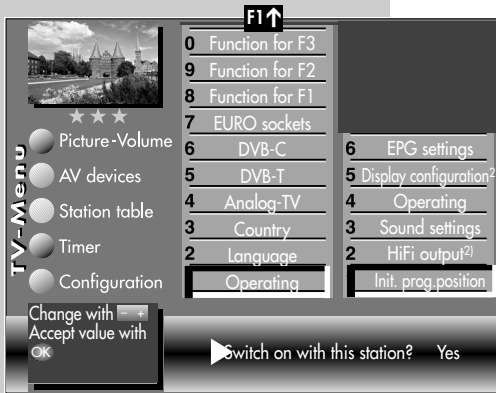 F1↑
0 Function for F3
9 Function for F2
8 Function for F1
7 EURO sockets
6 DVB-C
5 DVB-T
4 Analog-TV
3 Country
2 Language
Operating
6 EPG settings
5 Display configuration2
4 Operating
3 Sound settings
2 HiFi output2)
Init. prog.position
TV-Menu
Picture-Volume
AV devices
Station table
Timer
Configuration
Change with - +
Accept value with
OK
Switch on with this station? Yes